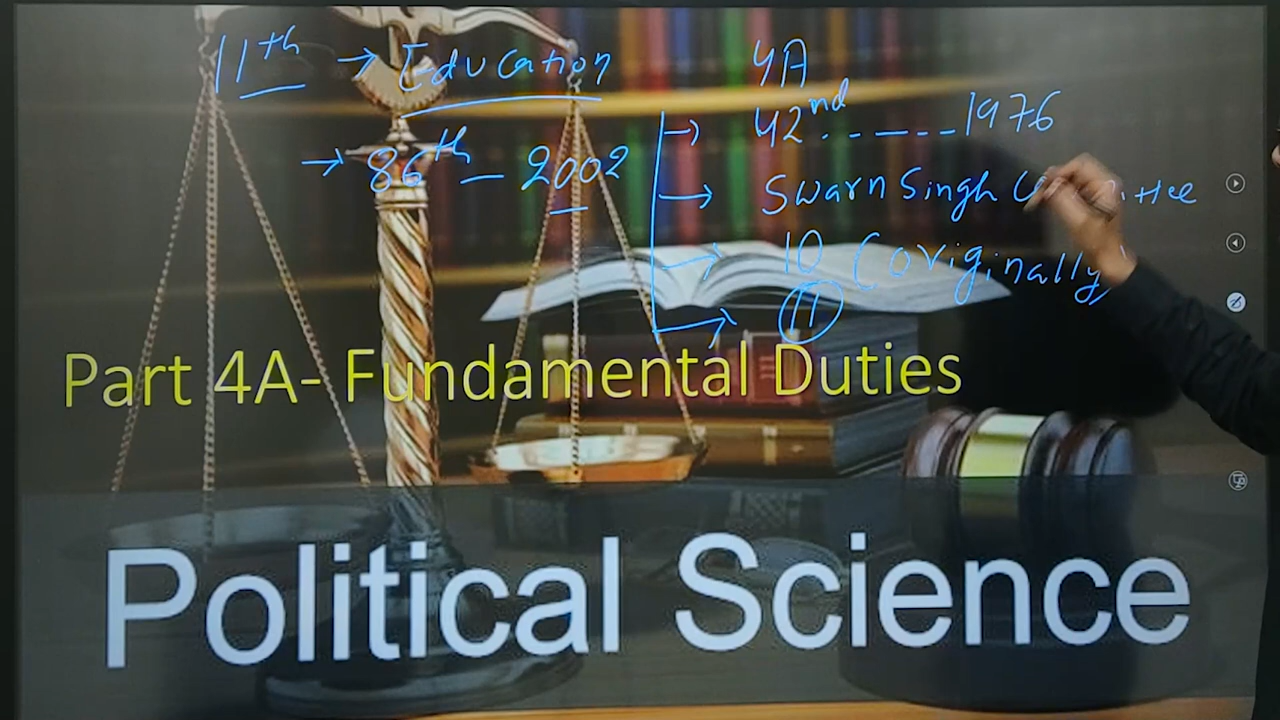 11th → Education
→ 86th - 2002
4A
→ 42nd ------1976
→ Swarn Singh
→ 10 (originally)
→ 11
Part 4A- Fundamental Duties
Political Science